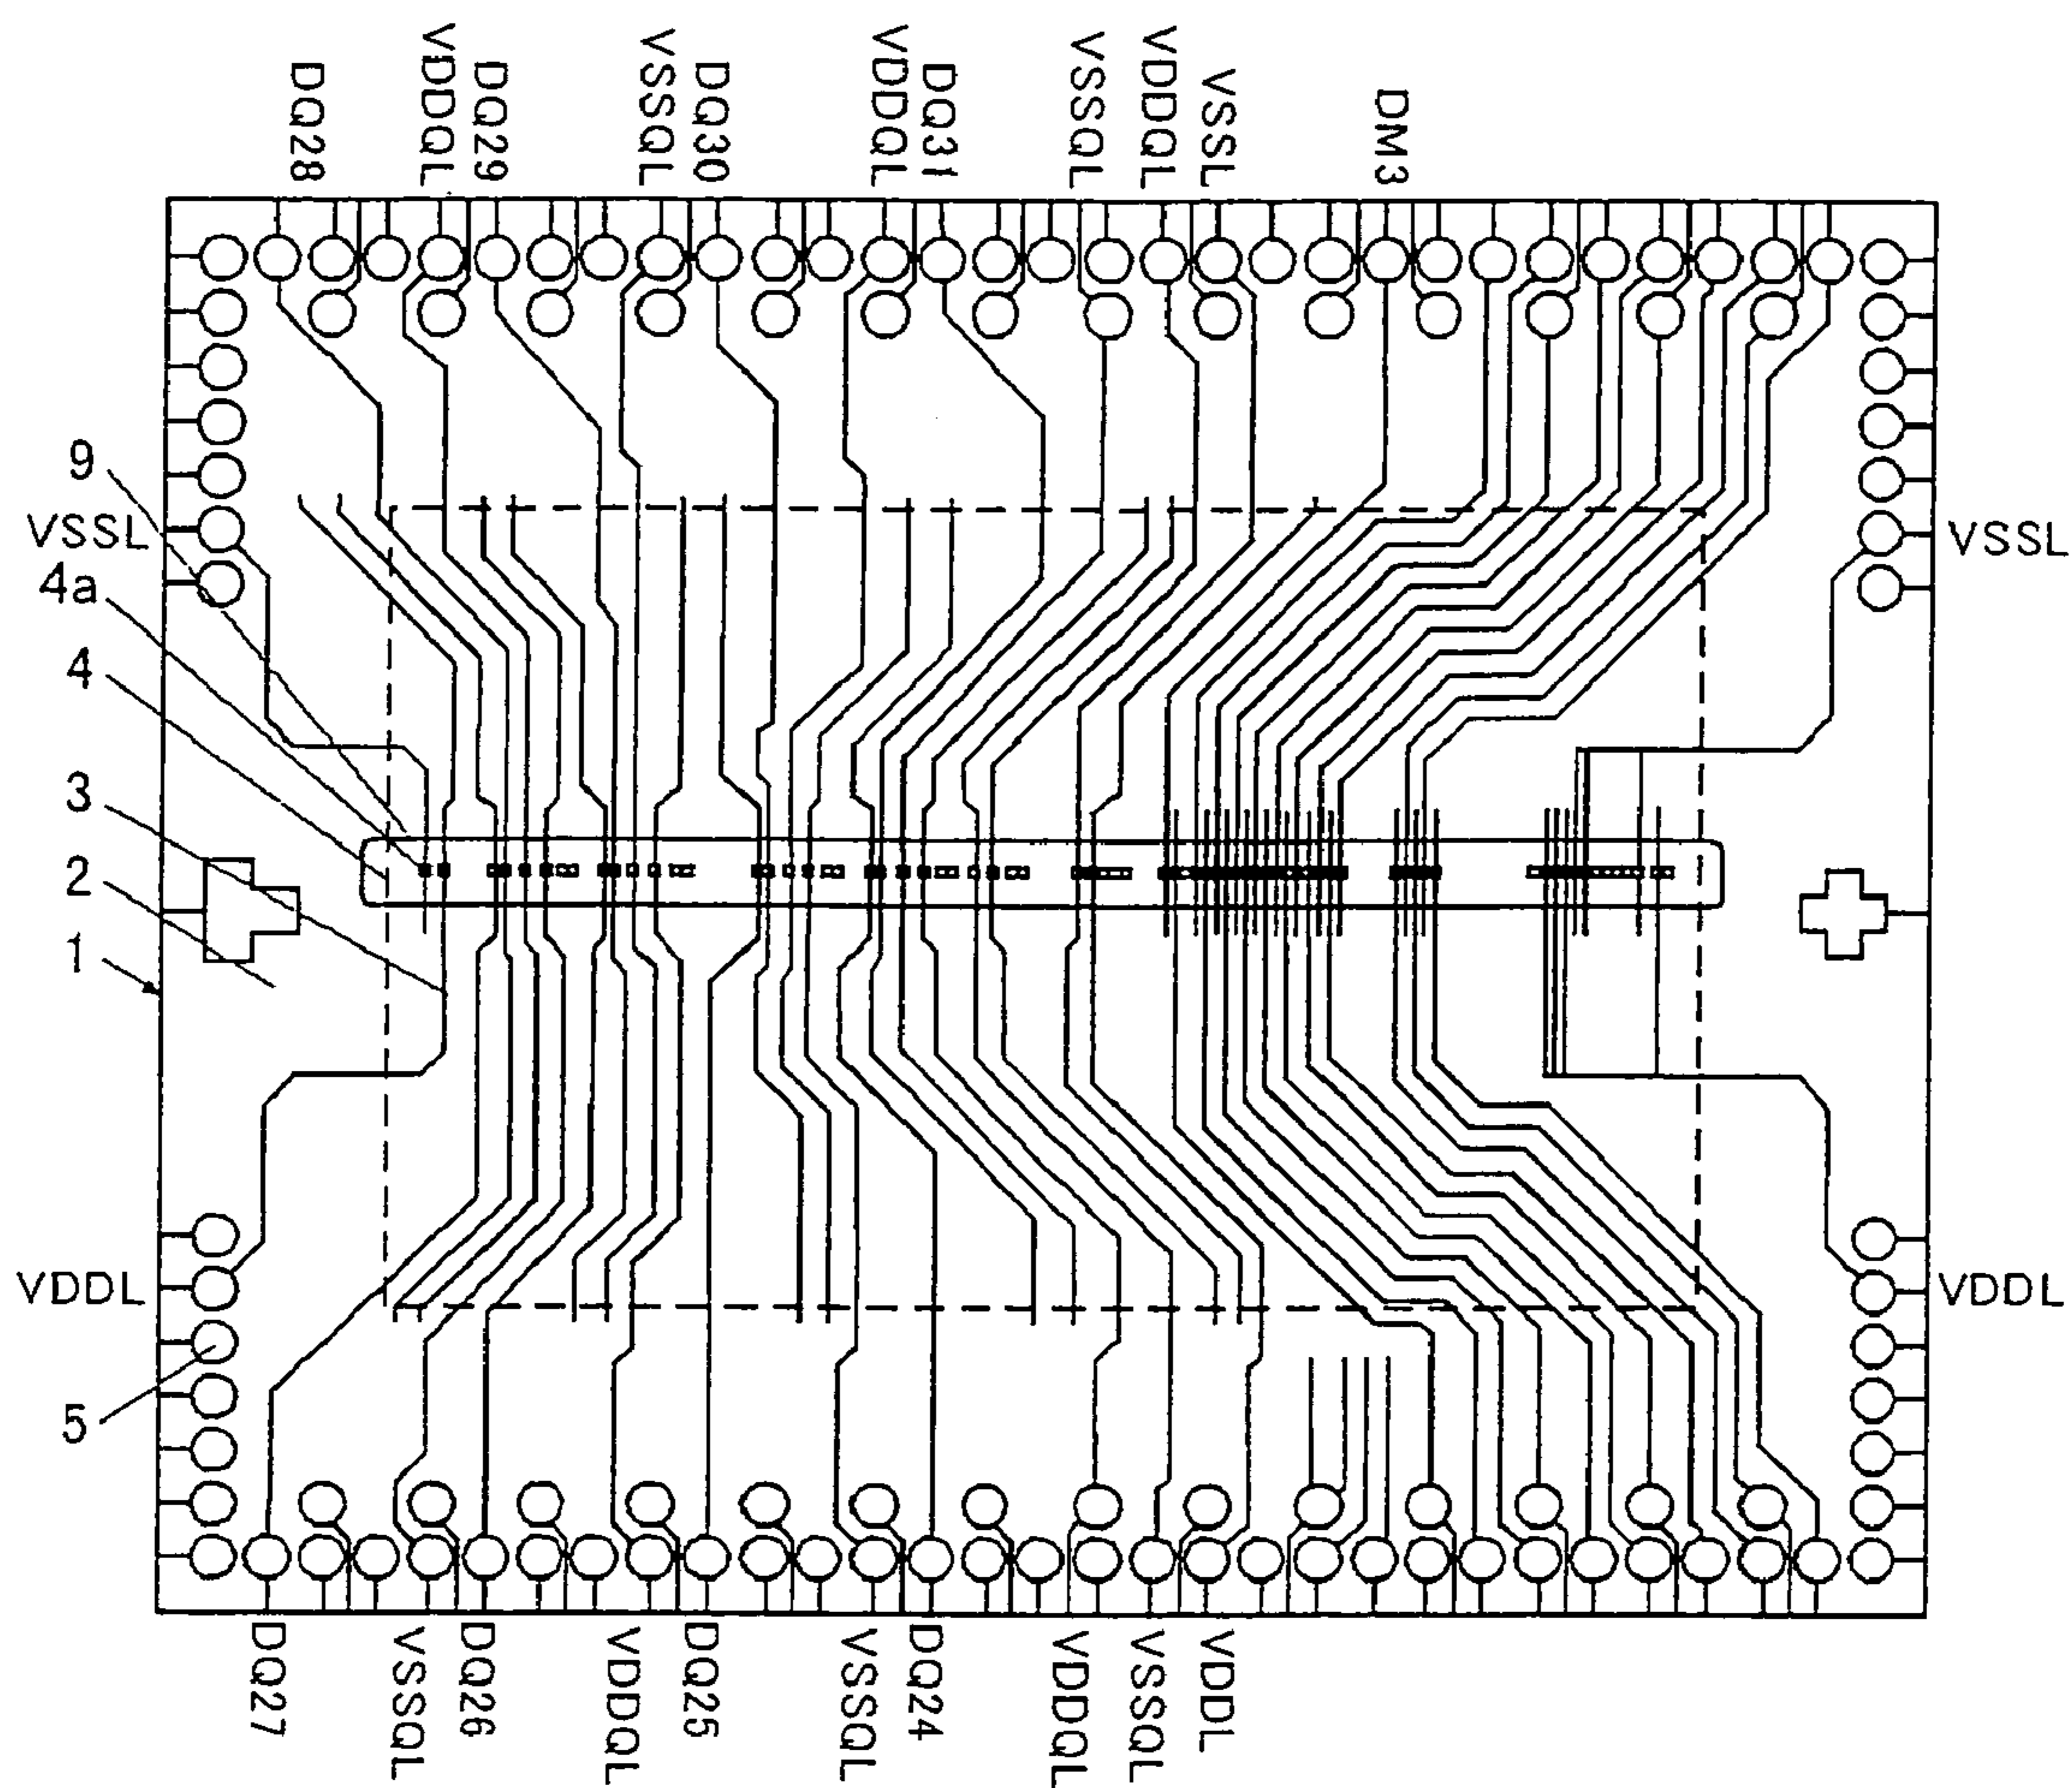 DQ28
VDDQL
DQ29
VSSQL
DQ30
VDDQL
DQ31
VSSQL
VDDQL
VSSL
DM3
9
VSSL
4a
4
3
2
1
VDDL
5
VSSL
VDDL
DQ27
VSSQL
DQ26
VDDQL
DQ25
VSSQL
DQ24
VDDQL
VSSQL
VDDL